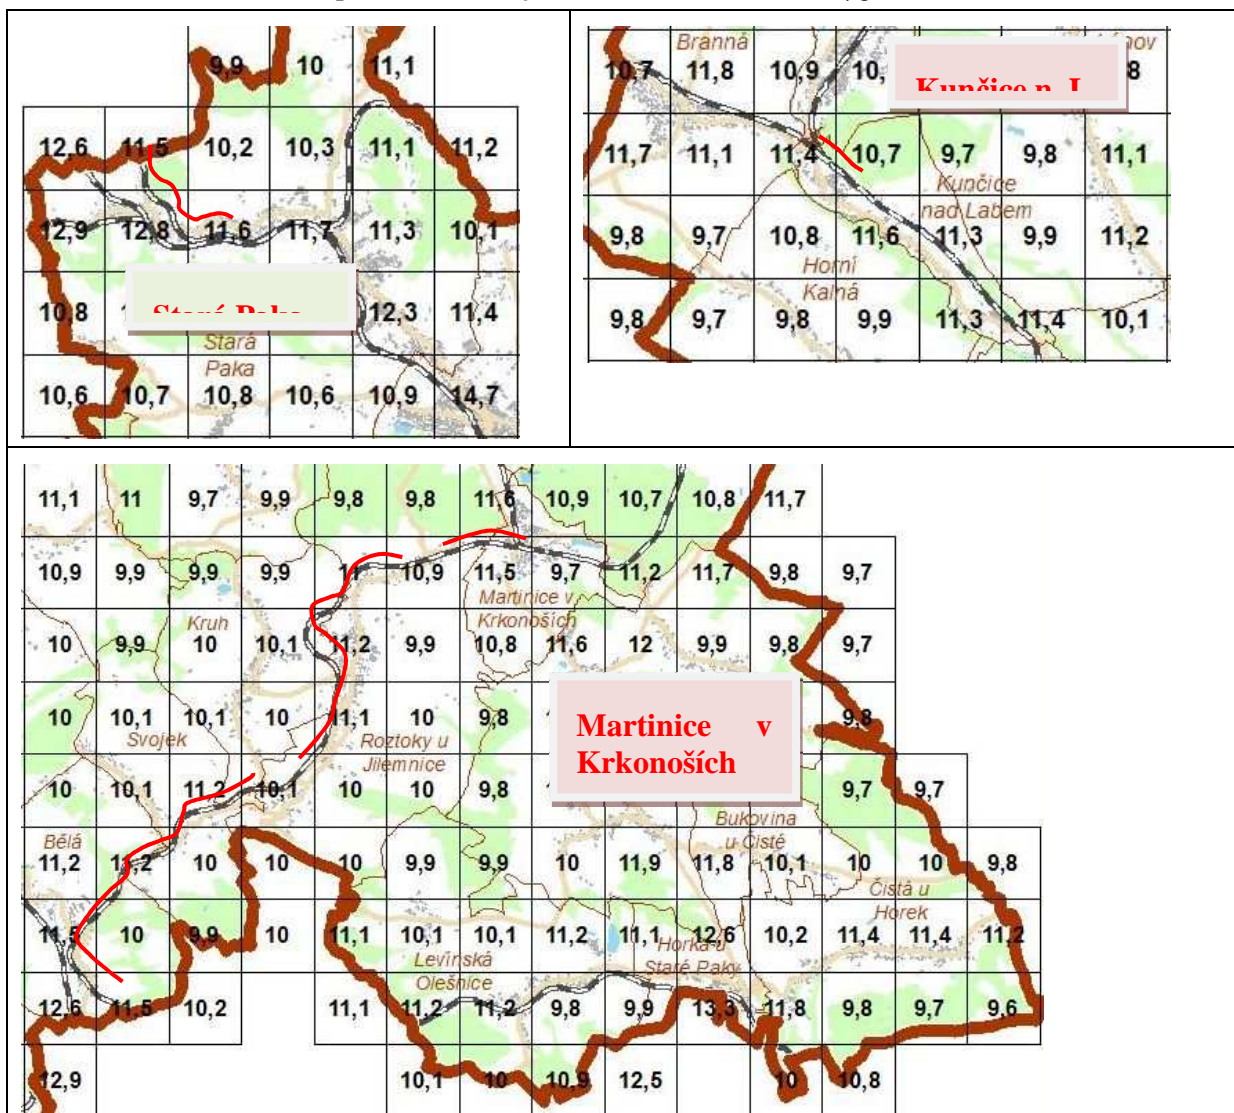 9,9 10 11,1
12,6 11,5 10,2 10,3 11,1 11,2
12,9 12,8 11,6 11,7 11,3 10,1
10,8 12,3 11,4
Stará Paka
Stará
Paka
10,6 10,7 10,8 10,6 10,9 14,7
Branná
10,7 11,8 10,9 10, 8
Kunčice n. L
11,7 11,1 11,4 10,7 9,7 9,8 11,1
Kunčice
nad Labem
9,8 9,7 10,8 11,6 11,3 9,9 11,2
Horní
Kalná
9,8 9,7 9,8 9,9 11,3 11,4 10,1
11,1 11 9,7 9,9 9,8 9,8 11,6 10,9 10,7 10,8 11,7
10,9 9,9 9,9 9,9 11 10,9 11,5 9,7 11,2 11,7 9,8 9,7
Martinice v
Krkonoších
Kruh
10 9,9 10 10,1 11,2 9,9 10,8 11,6 12 9,9 9,8 9,7
10 10,1 10,1 10 11,1 10 9,8 9,8
Svojek
Roztoky u
Jilemnice
Martinice v
Krkonoších
10 10,1 11,2 10,1 10 10 9,8 9,7 9,7
Bukovina
u Čisté
Bělá
11,2 11,2 10 10 10 9,9 9,9 10 11,9 11,8 10,1 10 10 9,8
Čistá u
Horek
11,5 10 9,9 10 11,1 10,1 10,1 11,2 11,1 12,6 10,2 11,4 11,4 11,2
Levínská
Olešnice
Horka u
Staré Paky
12,6 11,5 10,2 11,1 11,2 11,2 9,8 9,9 13,3 11,8 9,8 9,7 9,6
12,9 10,1 10 10,9 12,5 10 10,8